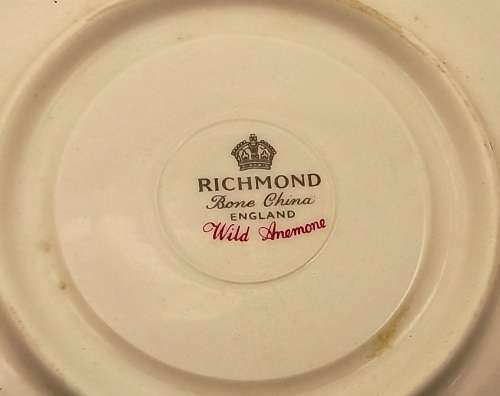 RICHMOND
Bone China
ENGLAND
Wild Anemone